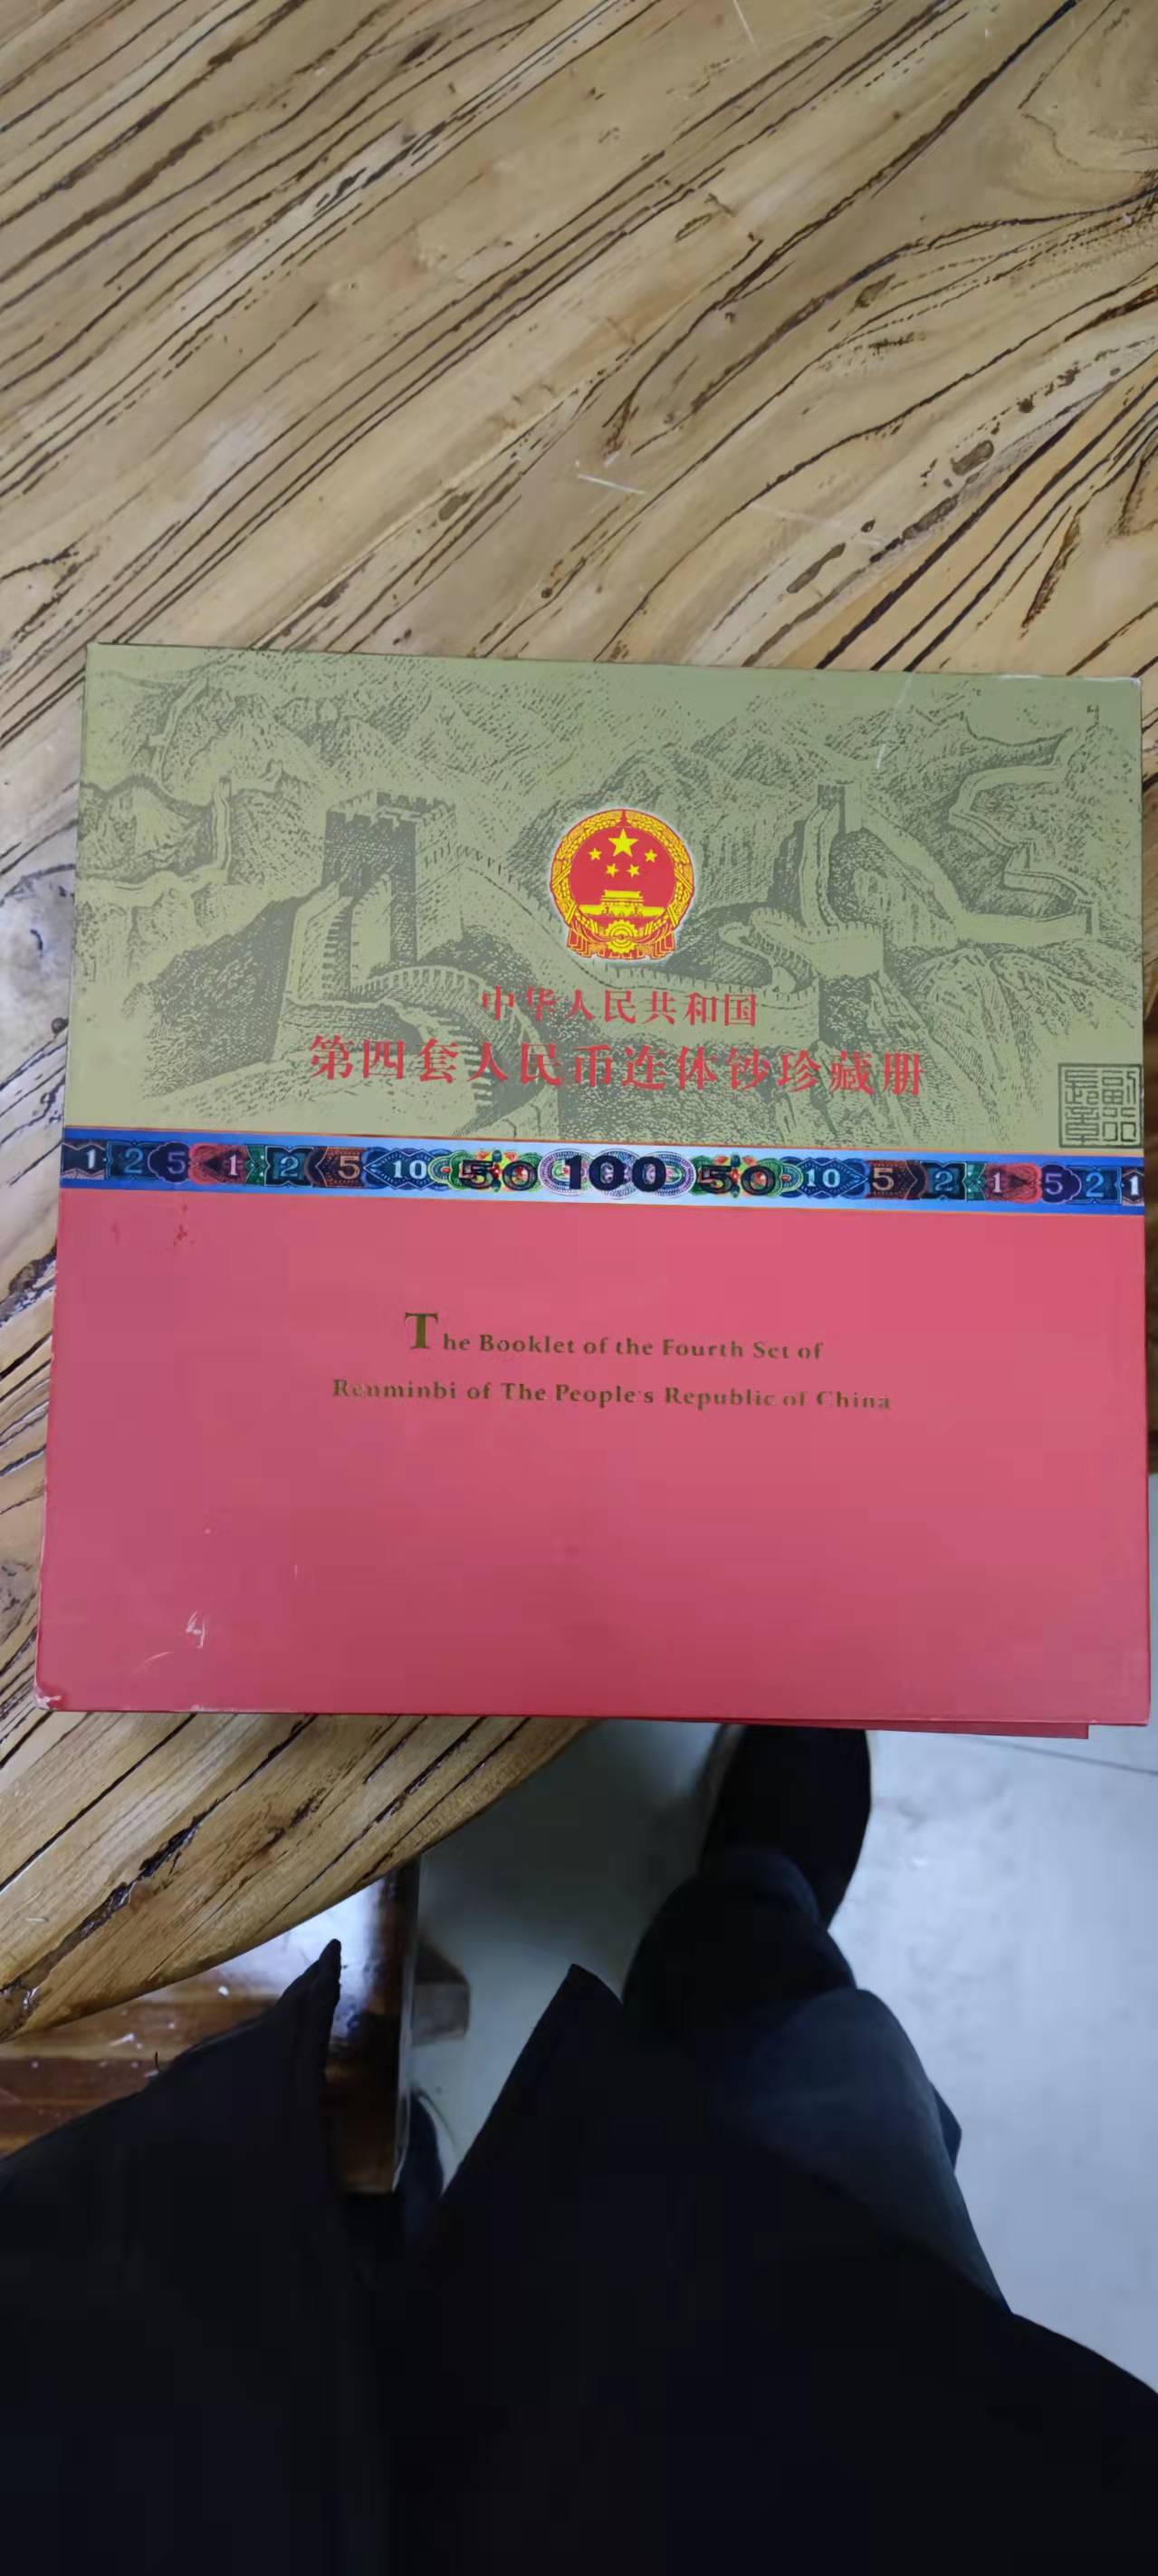 中华人民共和国
第四套人民币连体钞珍藏册
1 2 5 1 2 5 10 50 100 50 10 5 2 1 5 2 1
The Booklet of the Fourth Set of
Renminbi of The People's Republic of China